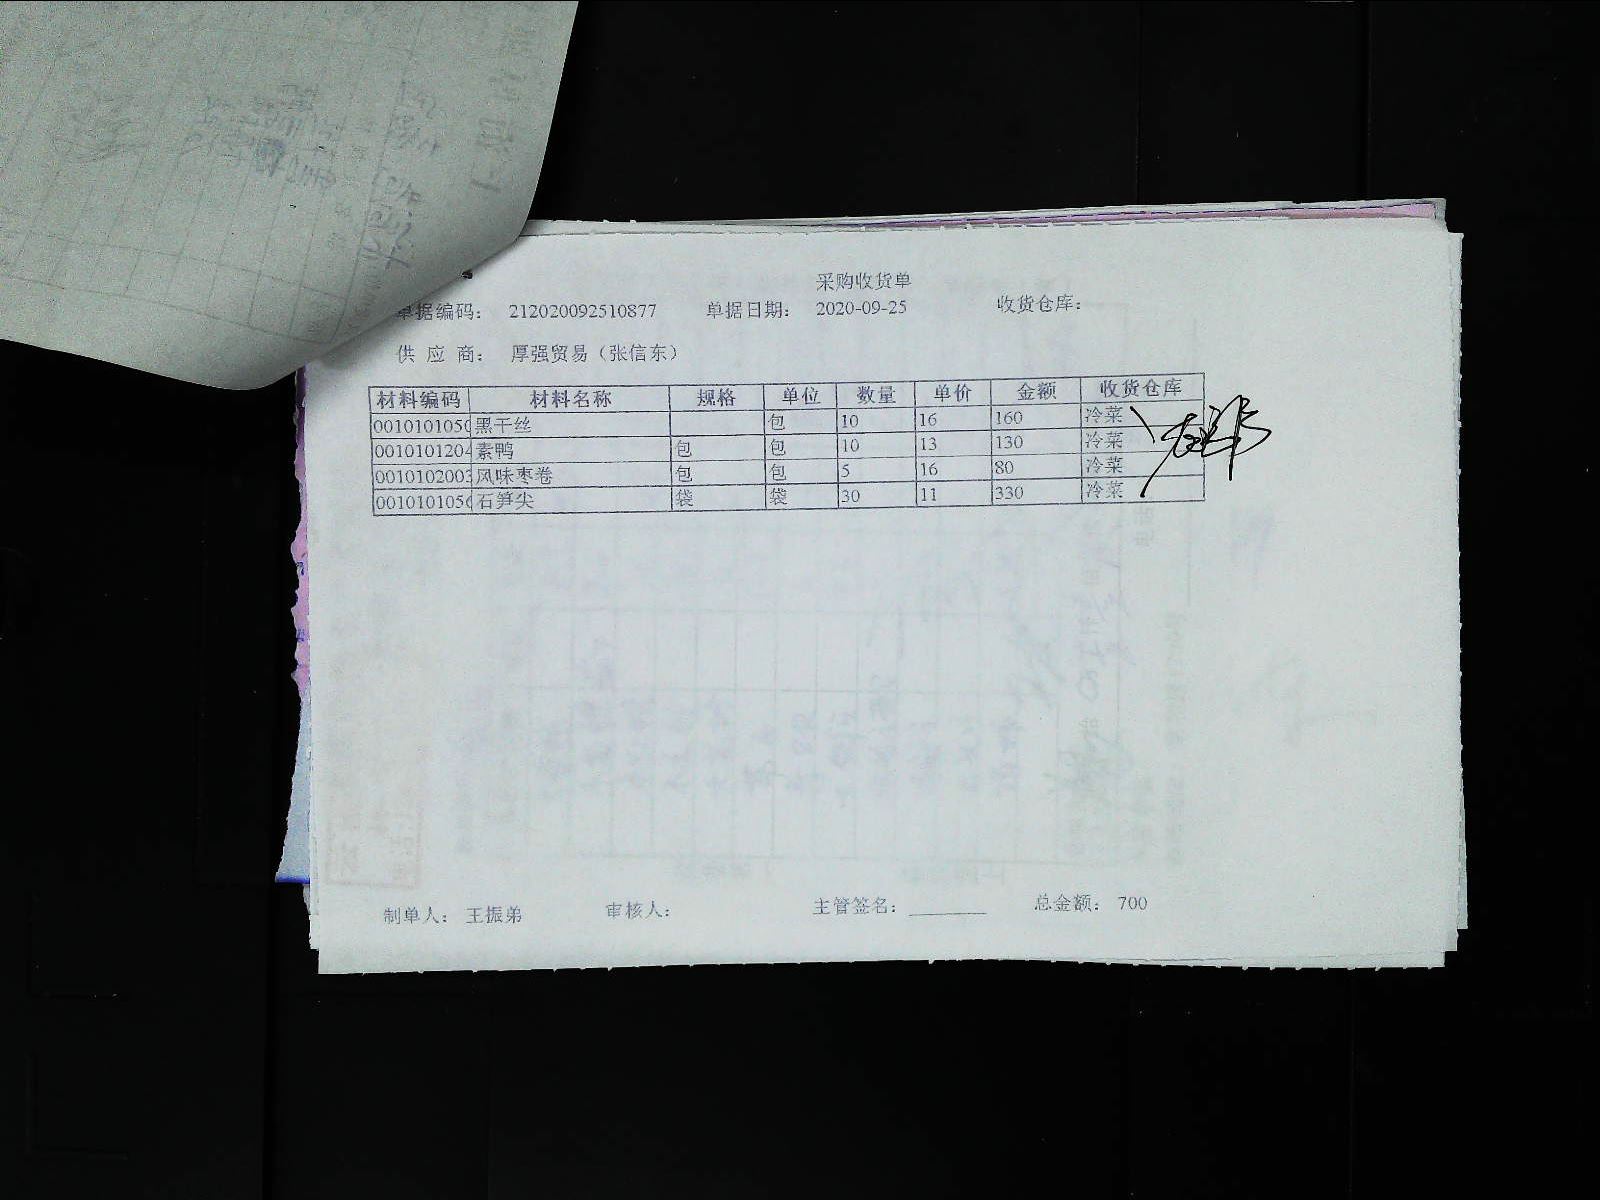 采购收货单
单据编码： 212020092510877 单据日期： 2020-09-25 收货仓库：
供 应 商： 厚强贸易（张信东）
材料编码 材料名称 规格 单位 数量 单价 金额 收货仓库
001010105 黑干丝 包 10 16 160 冷菜
0010101204 素鸭 包 包 10 13 130 冷菜
0010102003 风味枣卷 包 包 5 16 80 冷菜
001010105 石笋尖 袋 袋 30 11 330 冷菜
制单人： 王振弟 审核人： 主管签名： 总金额： 700